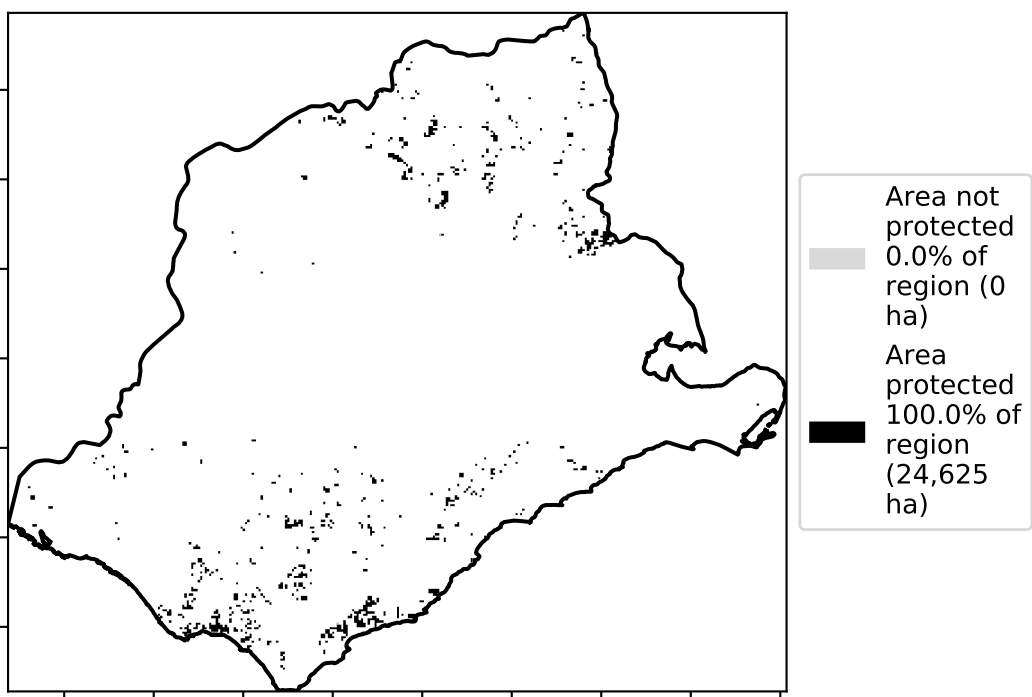 Area not
protected
0.0% of
region (0
ha)
Area
protected
100.0% of
region
(24,625
ha)